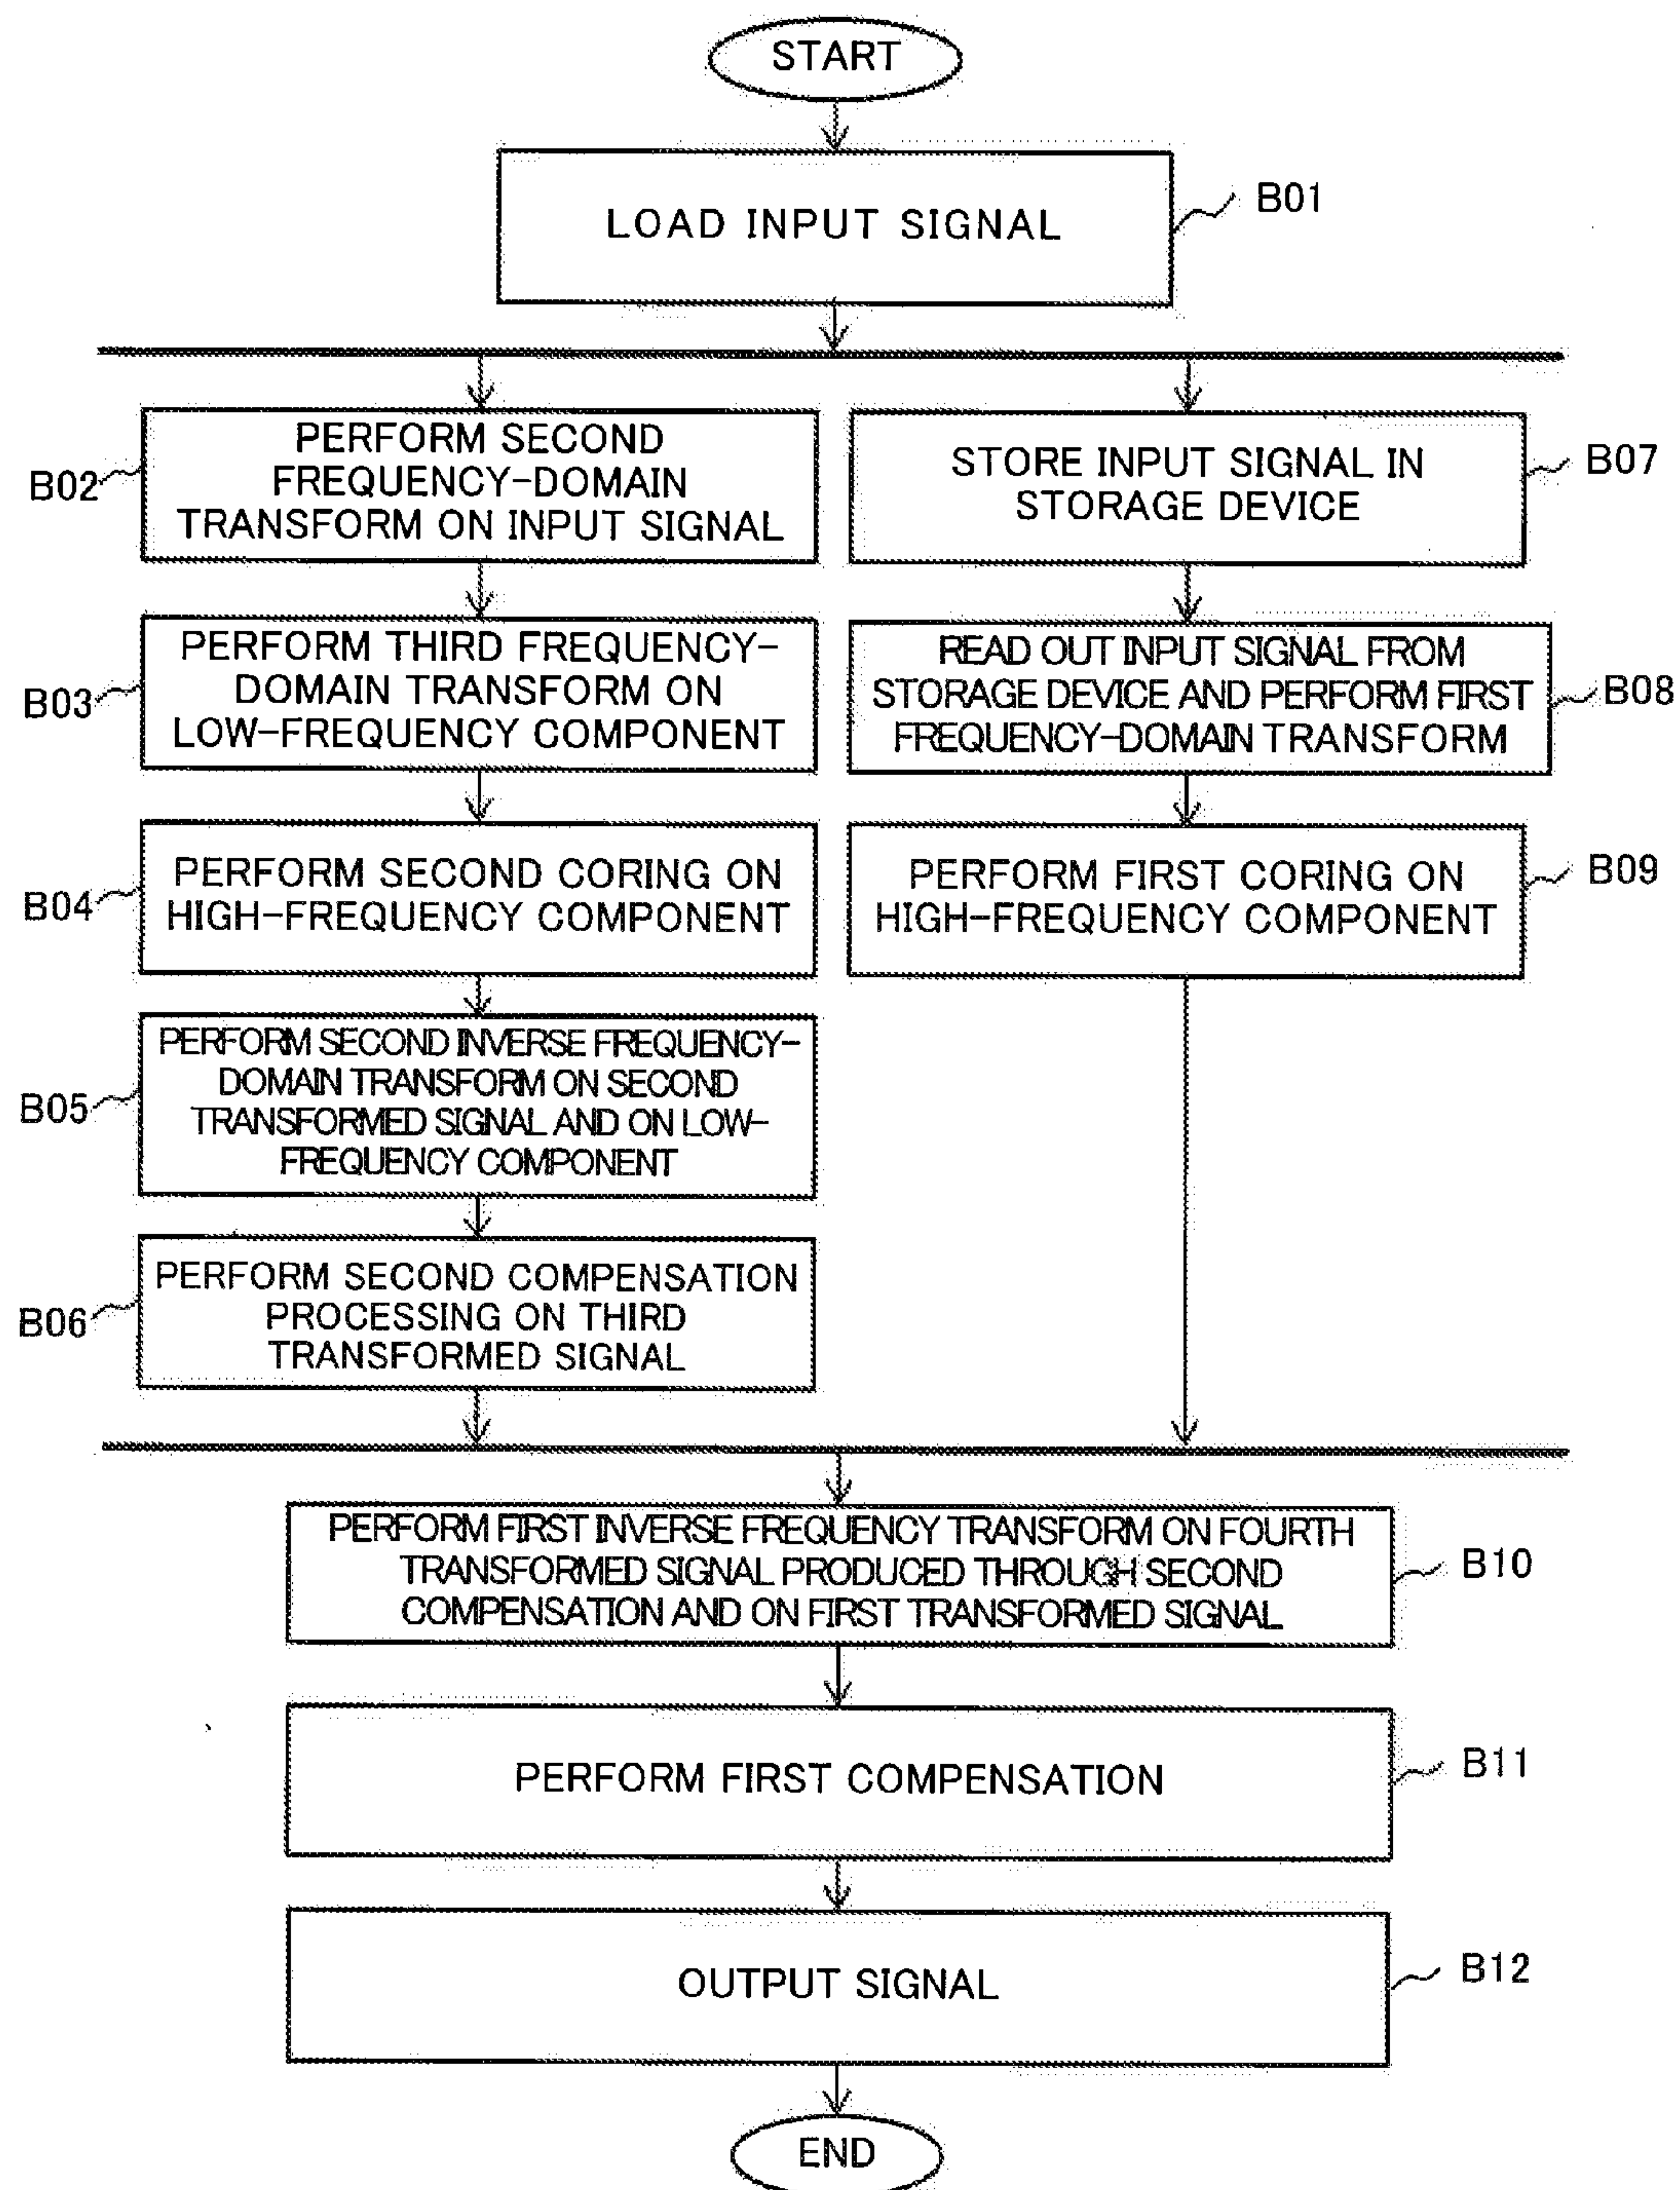 START
LOAD INPUT SIGNAL
B01
PERFORM SECOND
FREQUENCY-DOMAIN
TRANSFORM ON INPUT SIGNAL
B02
PERFORM THIRD FREQUENCY-
DOMAIN TRANSFORM ON
LOW-FREQUENCY COMPONENT
B03
PERFORM SECOND CORING ON
HIGH-FREQUENCY COMPONENT
B04
PERFORM SECOND INVERSE FREQUENCY-
DOMAIN TRANSFORM ON SECOND
TRANSFORMED SIGNAL AND ON LOW-
FREQUENCY COMPONENT
B05
PERFORM SECOND COMPENSATION
PROCESSING ON THIRD
TRANSFORMED SIGNAL
B06
STORE INPUT SIGNAL IN
STORAGE DEVICE
B07
READ OUT INPUT SIGNAL FROM
STORAGE DEVICE AND PERFORM FIRST
FREQUENCY-DOMAIN TRANSFORM
B08
PERFORM FIRST CORING ON
HIGH-FREQUENCY COMPONENT
B09
PERFORM FIRST INVERSE FREQUENCY TRANSFORM ON FOURTH
TRANSFORMED SIGNAL PRODUCED THROUGH SECOND
COMPENSATION AND ON FIRST TRANSFORMED SIGNAL
B10
PERFORM FIRST COMPENSATION
B11
OUTPUT SIGNAL
B12
END